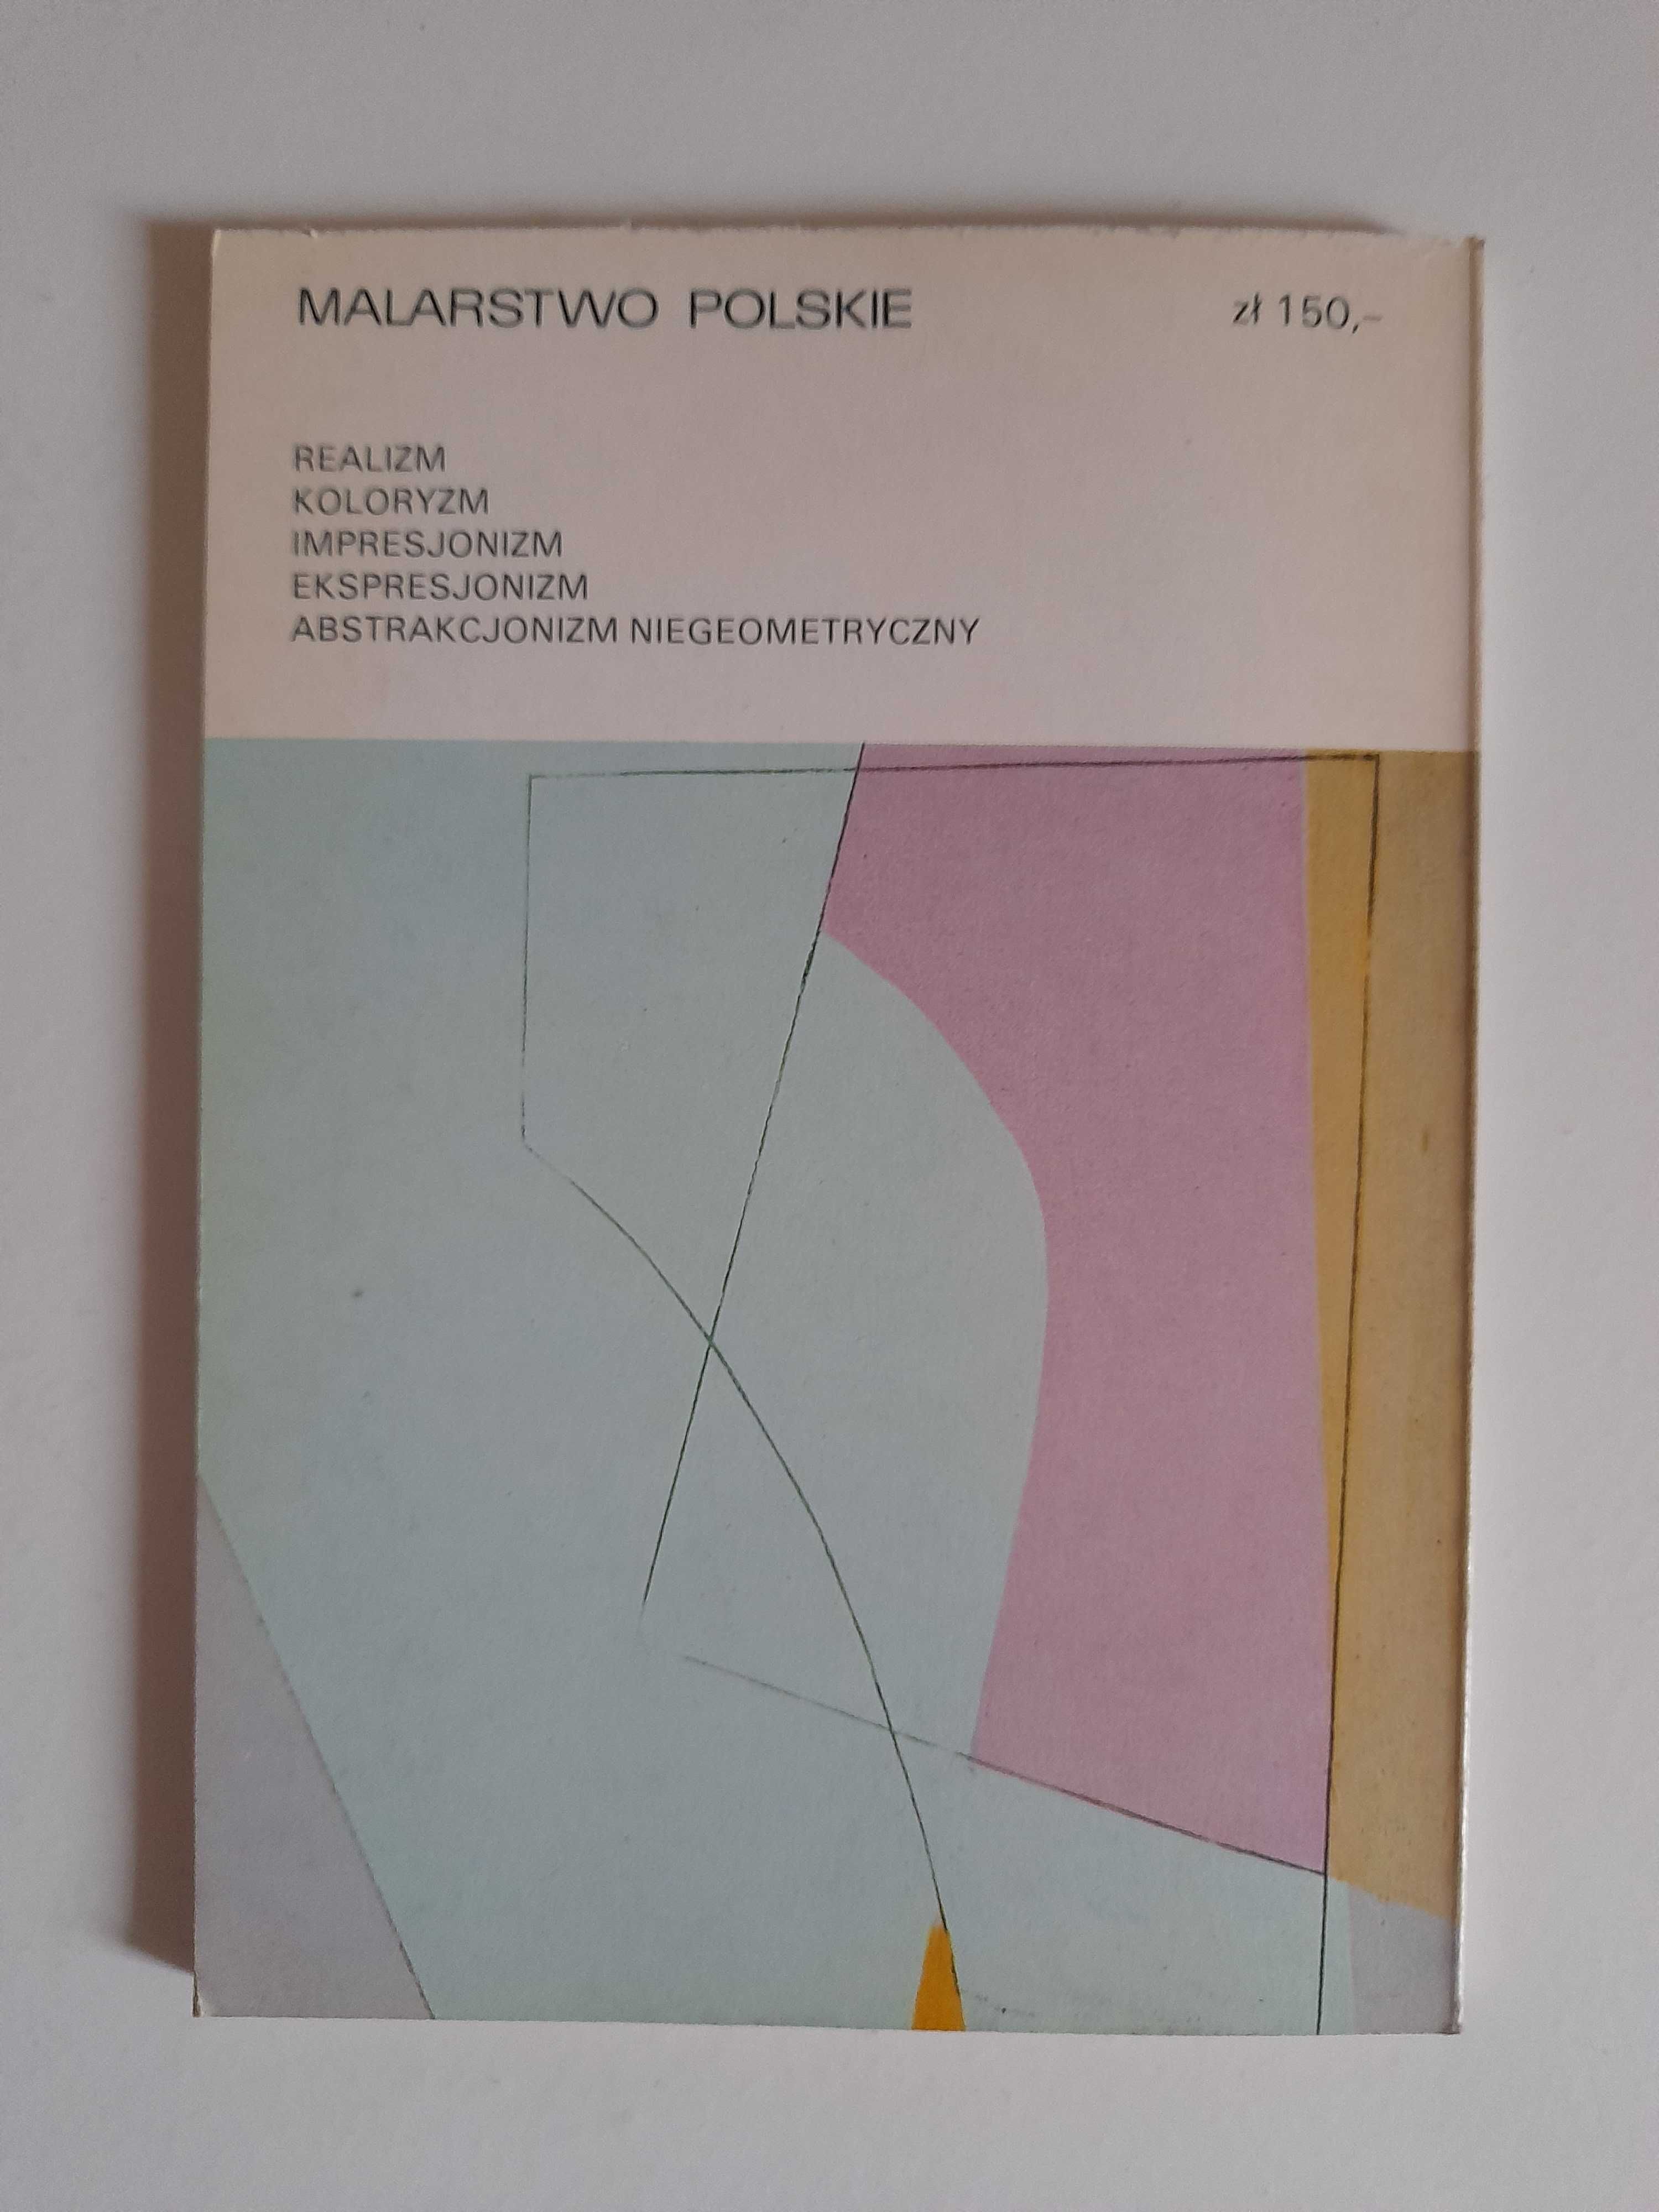 MALARSTWO POLSKIE zł 150,-
REALIZM
KOLORYZM
IMPRESJONIZM
EKSPRESJONIZM
ABSTRAKCJONIZM NIEGEOMETRYCZNY